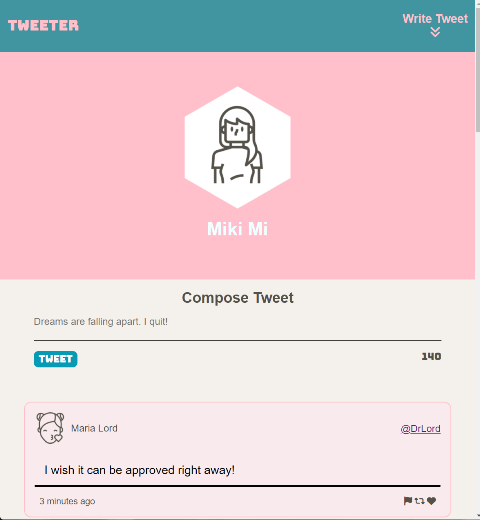 TWEETER
Write Tweet
Miki Mi
Compose Tweet
Dreams are falling apart. I quit!
TWEET
140
Maria Lord
@DrLord
I wish it can be approved right away!
3 minutes ago